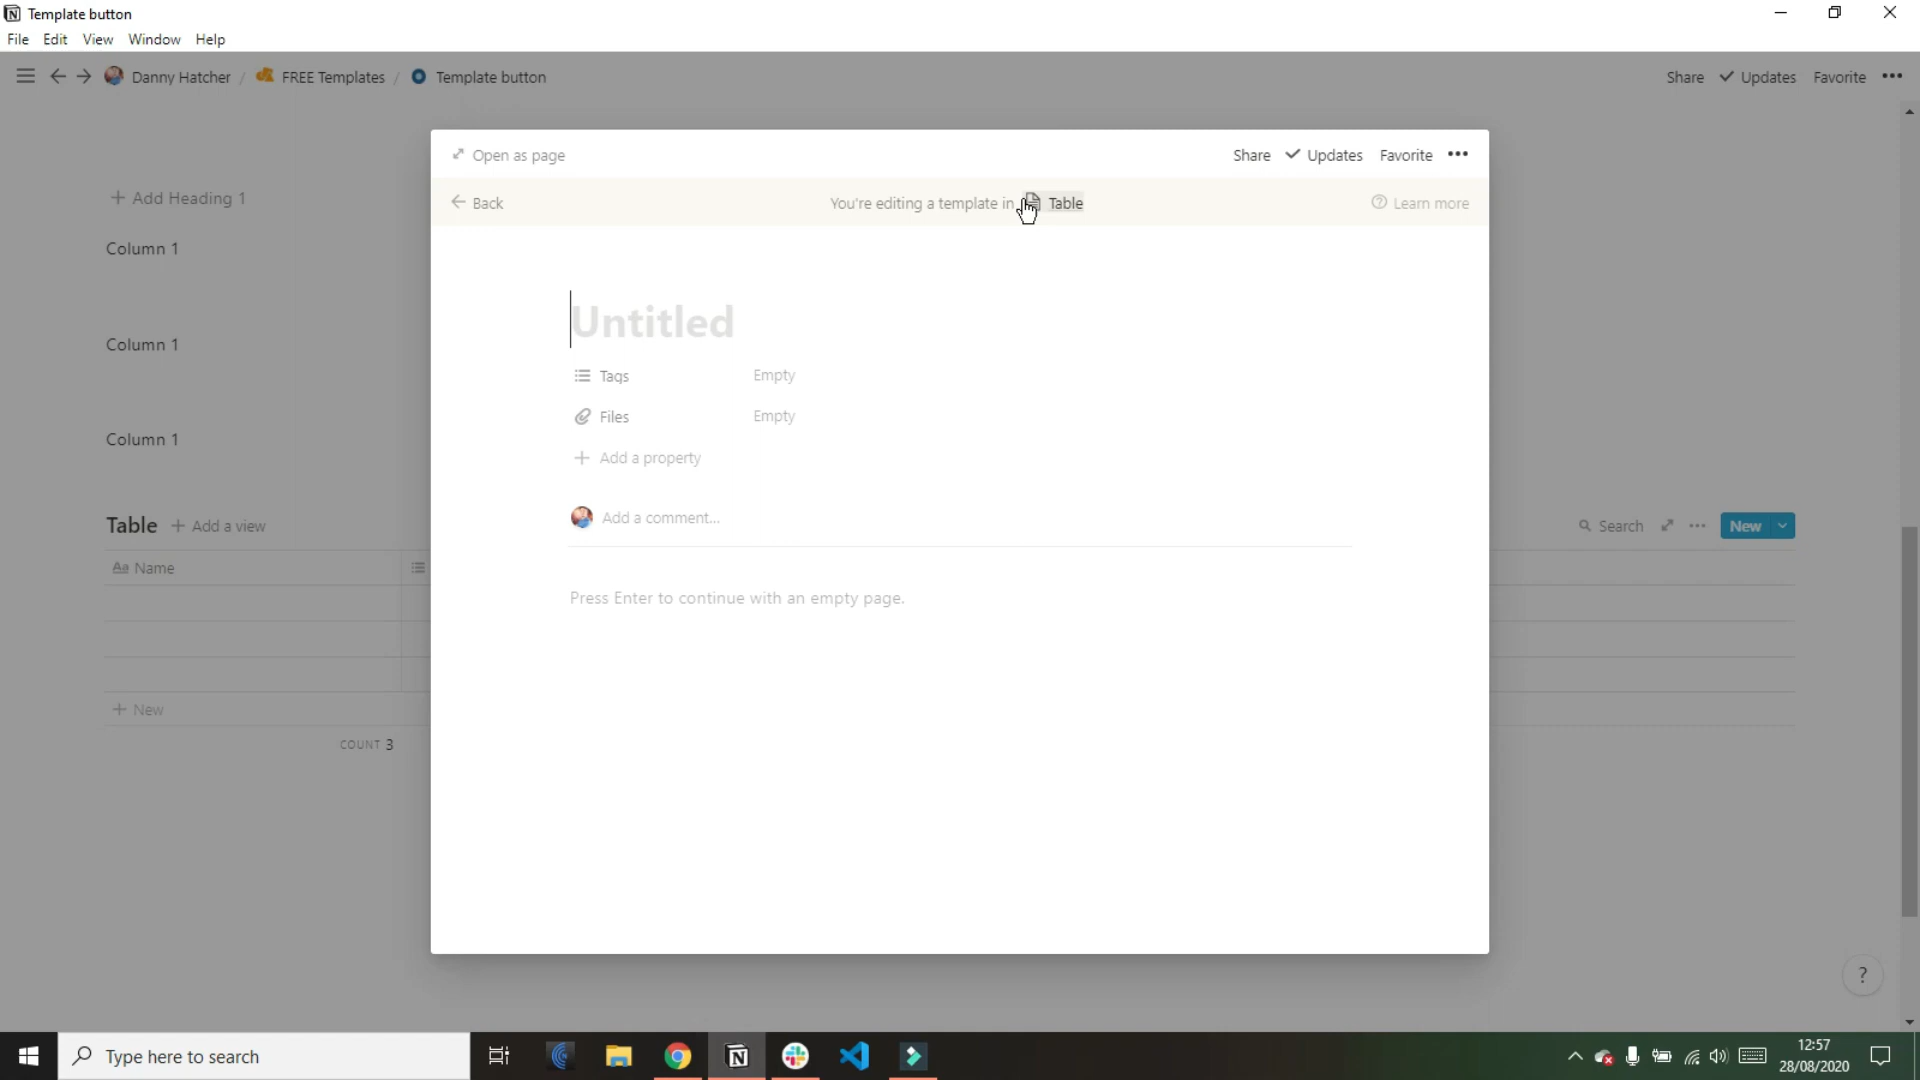 Template button
File Edit View Window Help
Danny Hatcher / FREE Templates / Template button
Share Updates Favorite •••
Open as page
Share Updates Favorite •••
Back
You're editing a template in Table
Learn more
+ Add Heading 1
Column 1
Column 1
Column 1
Untitled
Tags Empty
Files Empty
+ Add a property
Add a comment...
Press Enter to continue with an empty page.
Table + Add a view
Search ••• New
Aa Name
+ New
COUNT 3
?
Type here to search
12:57
28/08/2020